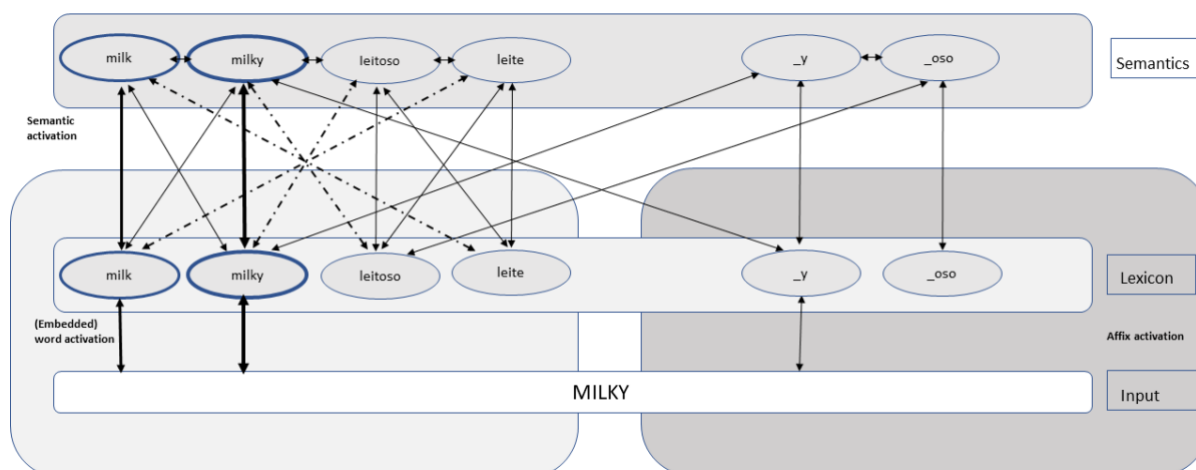 milk milky leitoso leite _y _oso
Semantics
Semantic
activation
milk milky leitoso leite _y _oso
Lexicon
(Embedded)
word activation
Affix activation
MILKY
Input